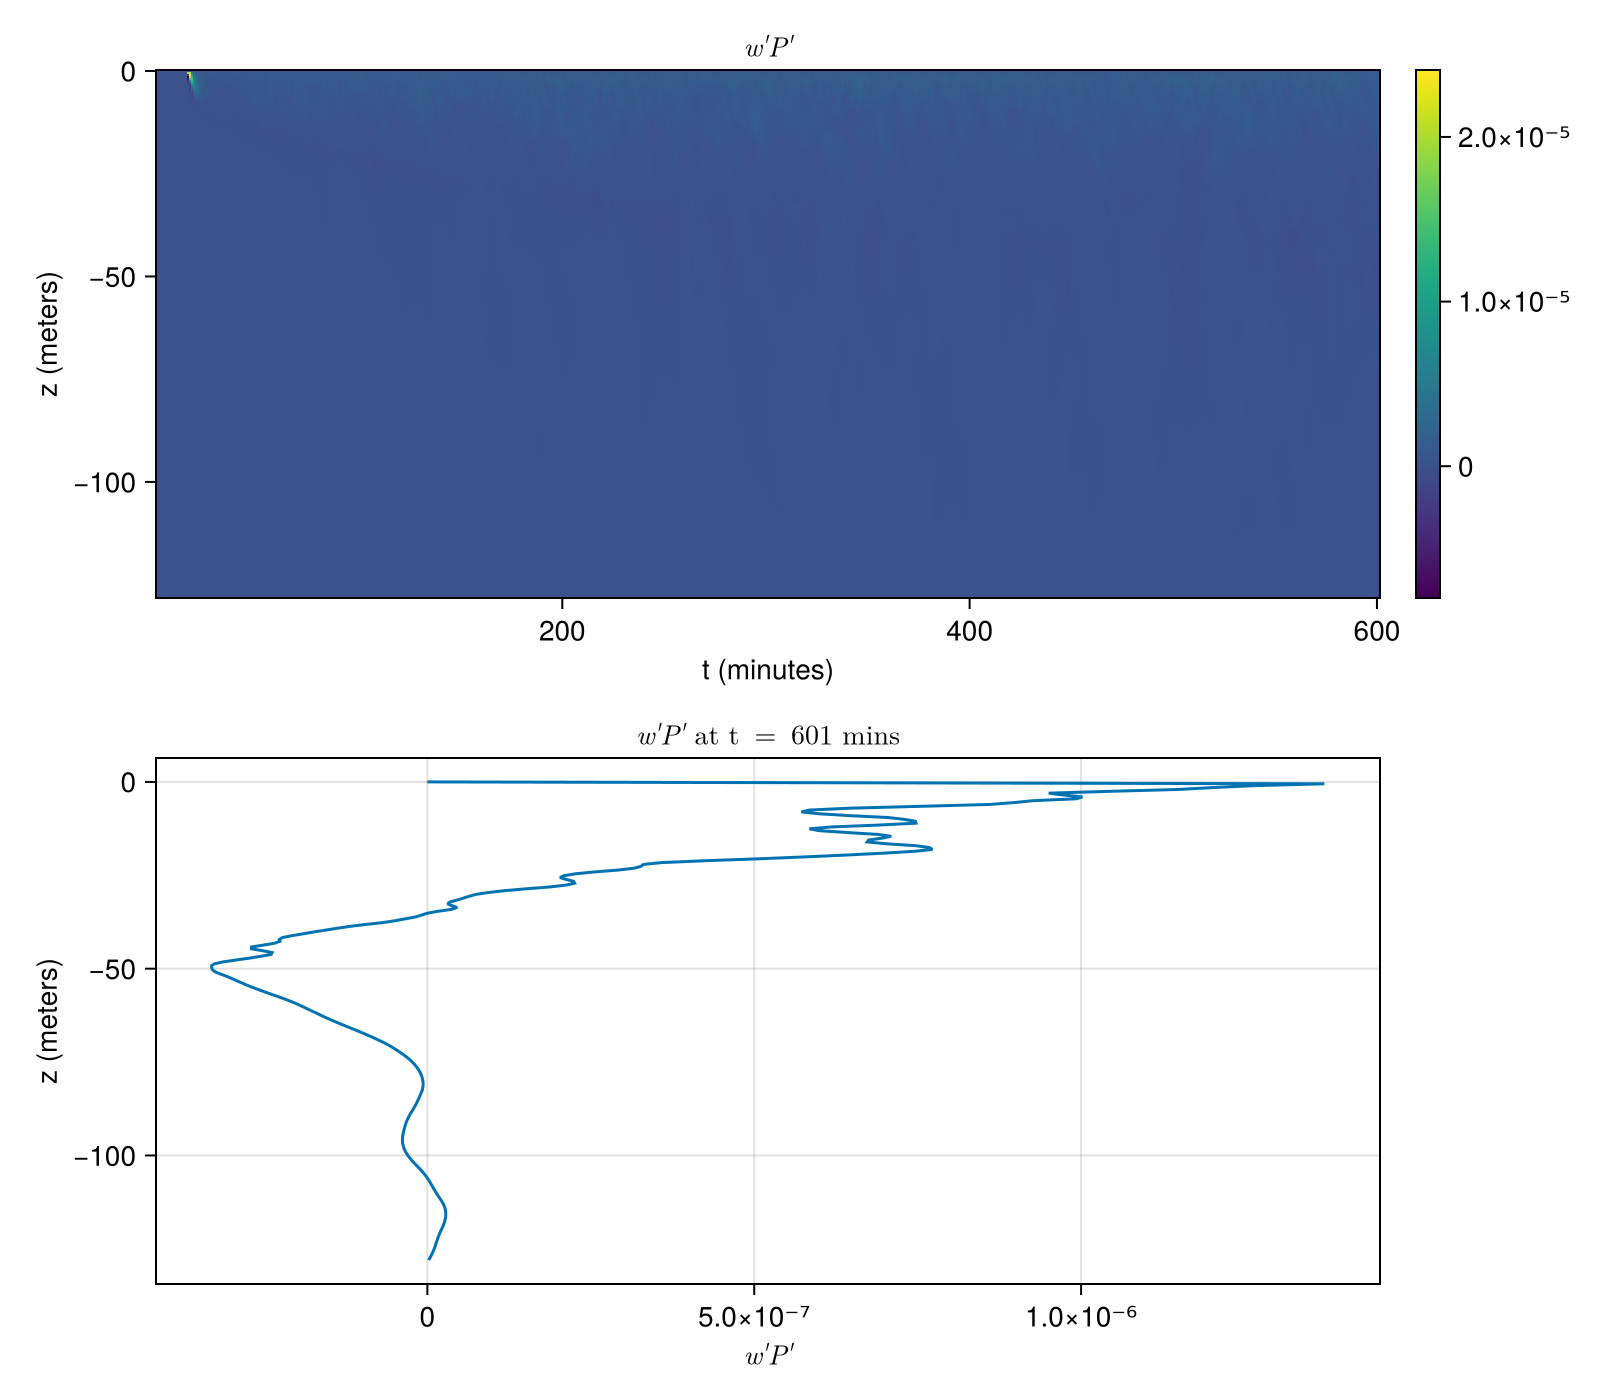 w′P′
0
−50
−100
z (meters)
200
400
600
t (minutes)
2.0×10⁻⁵
1.0×10⁻⁵
0
w′P′ at t = 601 mins
0
−50
−100
z (meters)
0
5.0×10⁻⁷
1.0×10⁻⁶
w′P′